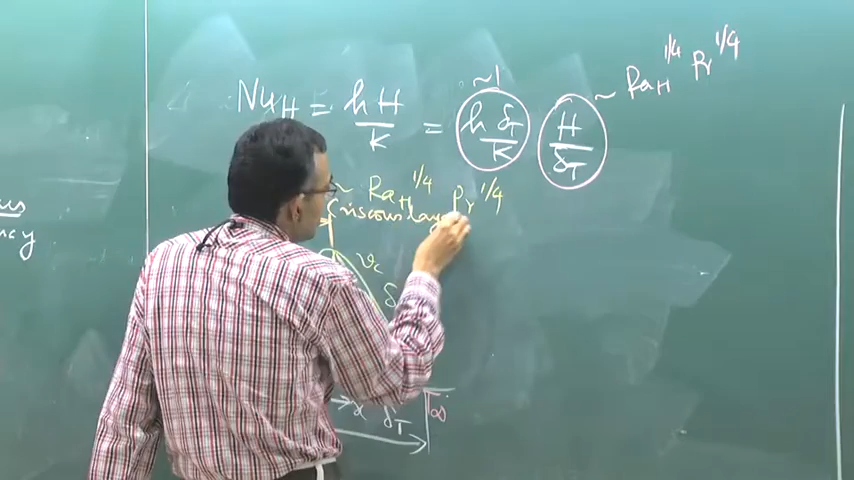 Nu_H = hH/K = (h δ_T/K) ~1 (H/δ_T) ~ Ra_H^1/4 Pr^1/4
~ Ra_H^1/4 Pr^1/4
viscous layer
v_c
δ
x δ_T T∞